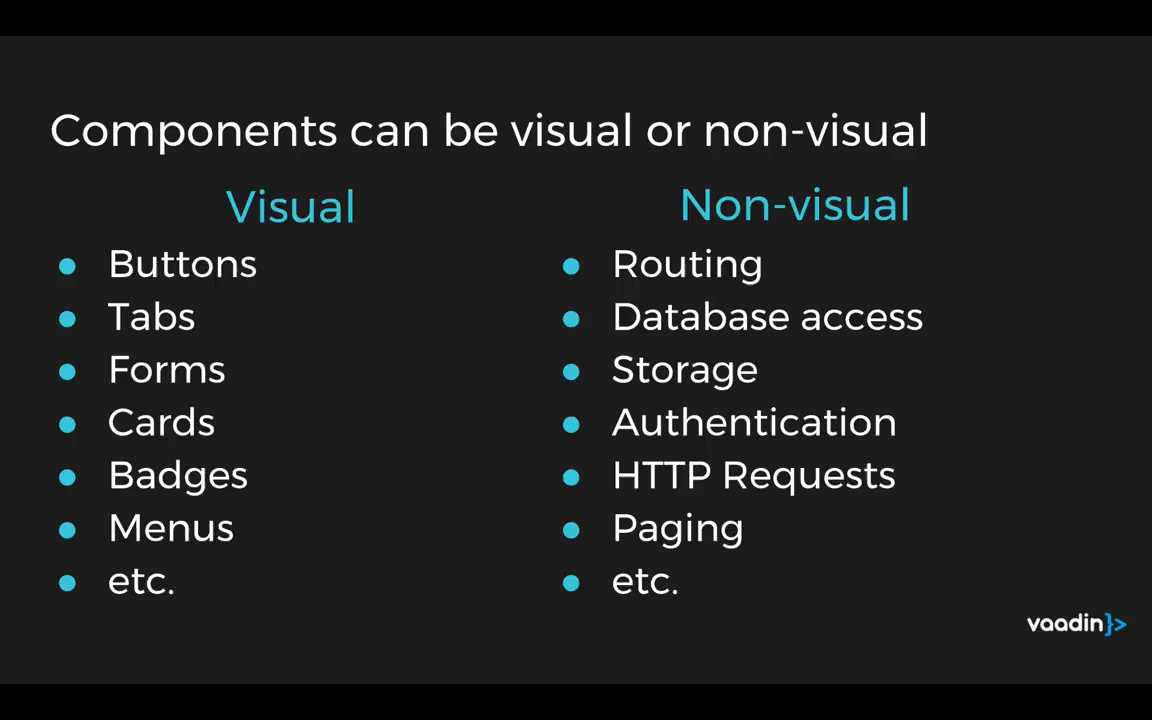 Components can be visual or non-visual
Visual
● Buttons
● Tabs
● Forms
● Cards
● Badges
● Menus
● etc.
Non-visual
● Routing
● Database access
● Storage
● Authentication
● HTTP Requests
● Paging
● etc.
vaadin}>